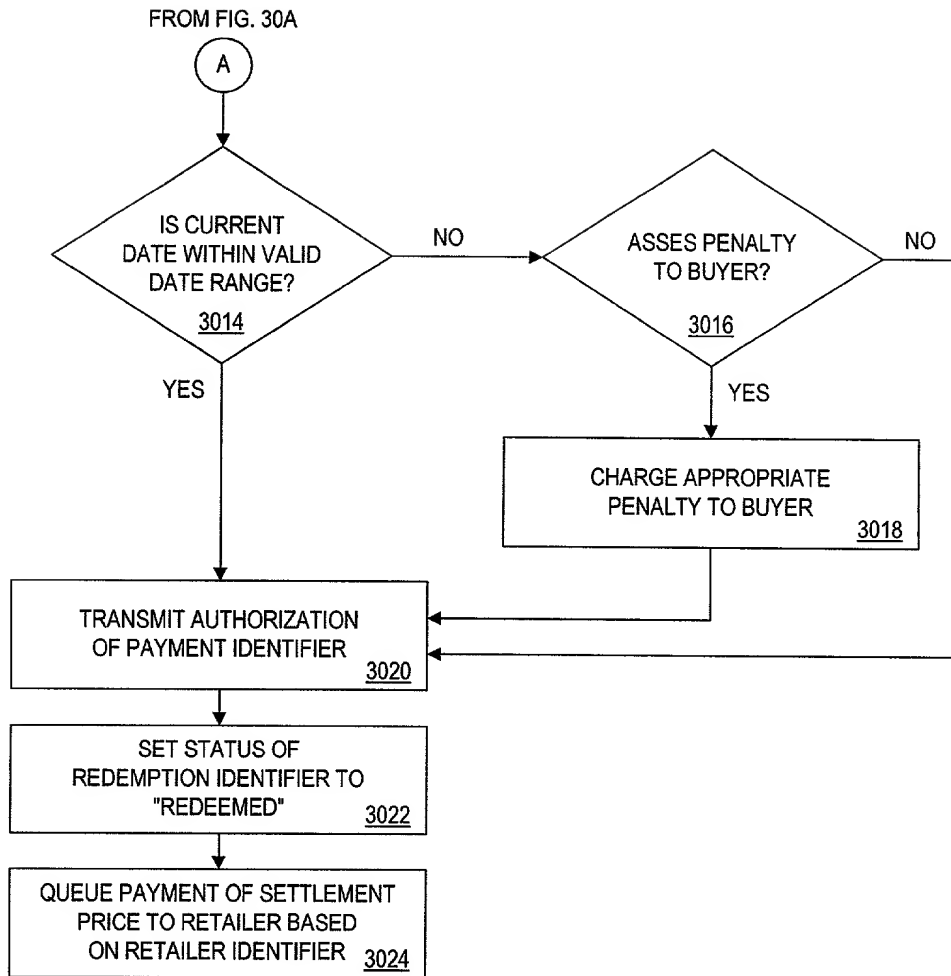 FROM FIG. 30A
A
IS CURRENT
DATE WITHIN VALID
DATE RANGE?
3014
NO
ASSES PENALTY
TO BUYER?
3016
NO
YES
YES
CHARGE APPROPRIATE
PENALTY TO BUYER
3018
TRANSMIT AUTHORIZATION
OF PAYMENT IDENTIFIER
3020
SET STATUS OF
REDEMPTION IDENTIFIER TO
"REDEEMED"
3022
QUEUE PAYMENT OF SETTLEMENT
PRICE TO RETAILER BASED
ON RETAILER IDENTIFIER
3024